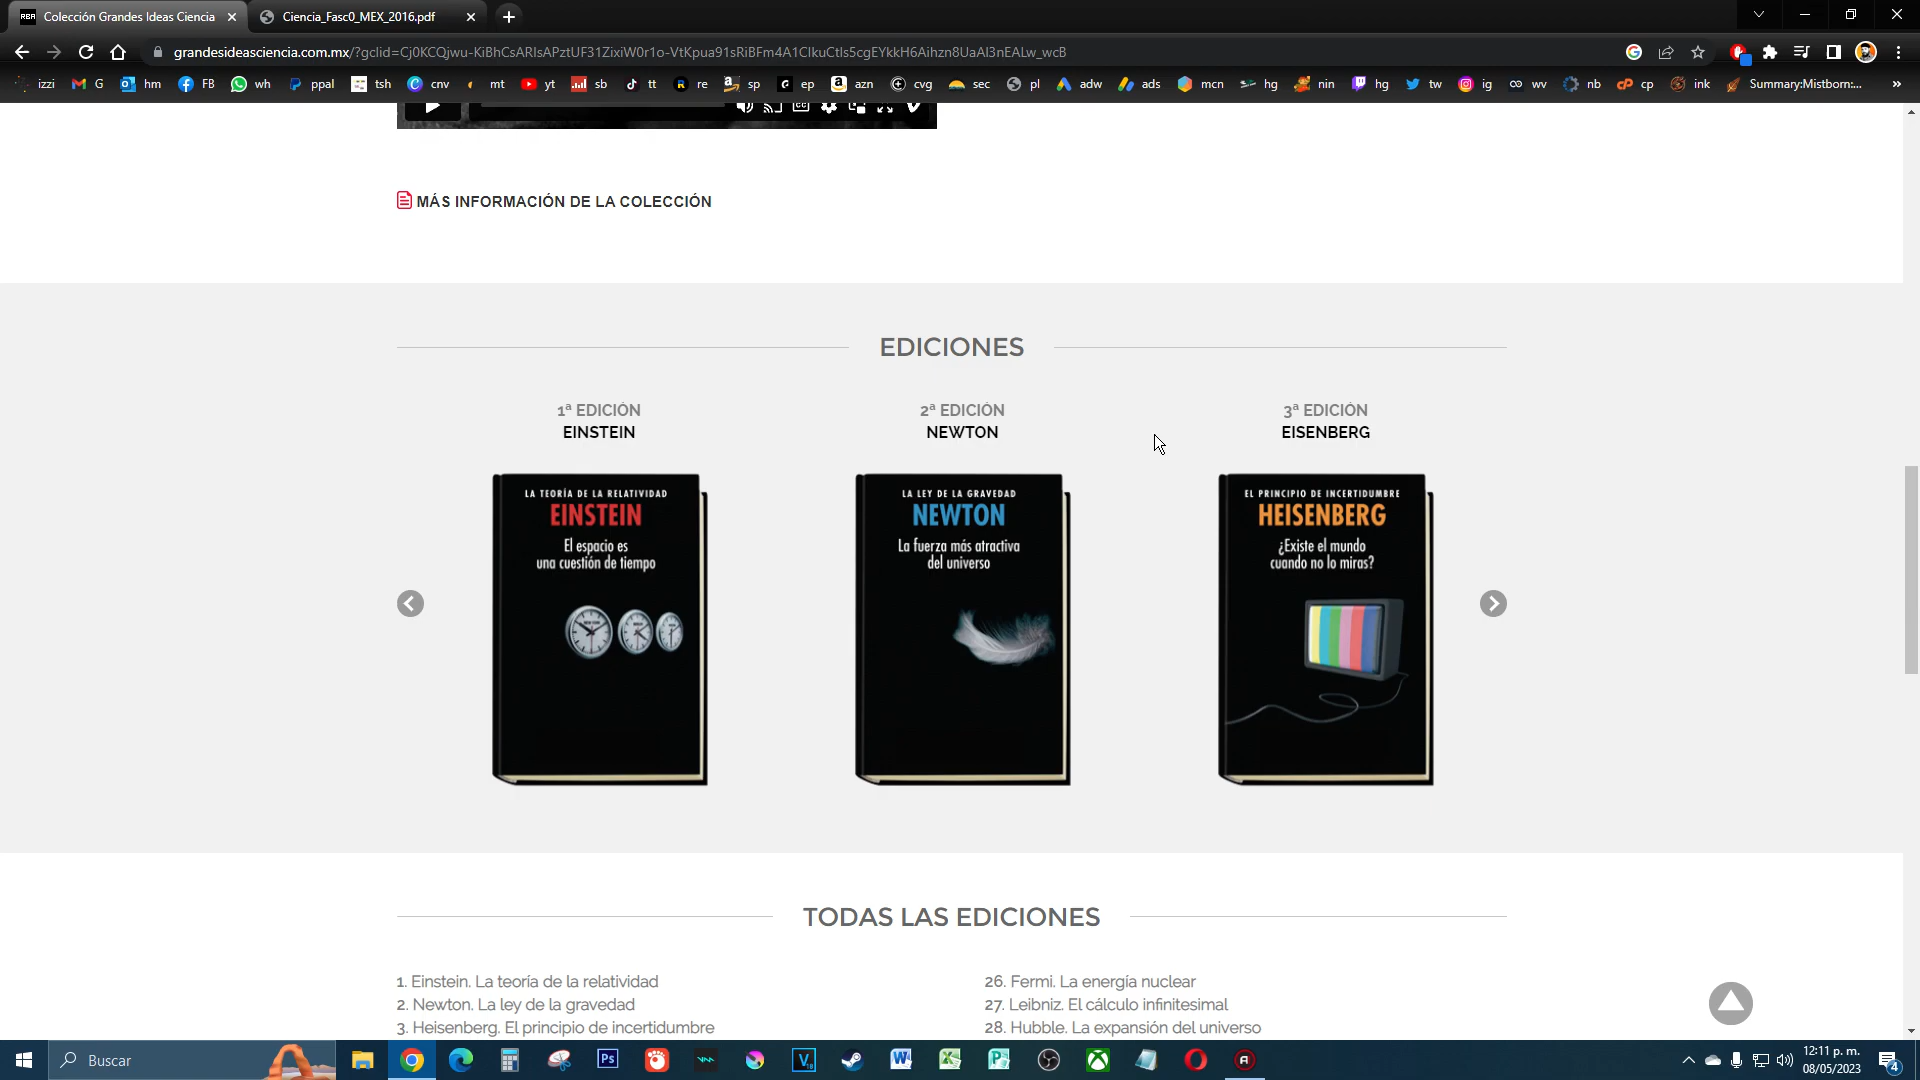 RBA Colección Grandes Ideas Ciencia
Ciencia_Fasc0_MEX_2016.pdf
grandesideasciencia.com.mx/?gclid=Cj0KCQjwu-KiBhCsARIsAPztUF31ZixiW0r1o-VtKpua91sRiBFm4A1ClkuCtIs5cgEYkkH6Aihzn8UaAl3nEALw_wcB
izzi G hm FB wh ppal tsh cnv mt yt sb tt re sp ep azn cvg sec pl adw ads mcn hg nin hg tw ig wv nb cp ink Summary:Mistborn:... »
MÁS INFORMACIÓN DE LA COLECCIÓN
EDICIONES
1ª EDICIÓN
EINSTEIN
2ª EDICIÓN
NEWTON
3ª EDICIÓN
EISENBERG
LA TEORÍA DE LA RELATIVIDAD
EINSTEIN
El espacio es
una cuestión de tiempo
LA LEY DE LA GRAVEDAD
NEWTON
La fuerza más atractiva
del universo
EL PRINCIPIO DE INCERTIDUMBRE
HEISENBERG
¿Existe el mundo
cuando no lo miras?
TODAS LAS EDICIONES
1. Einstein. La teoría de la relatividad
2. Newton. La ley de la gravedad
3. Heisenberg. El principio de incertidumbre
26. Fermi. La energía nuclear
27. Leibniz. El cálculo infinitesimal
28. Hubble. La expansión del universo
Buscar
12:11 p. m.
08/05/2023
4